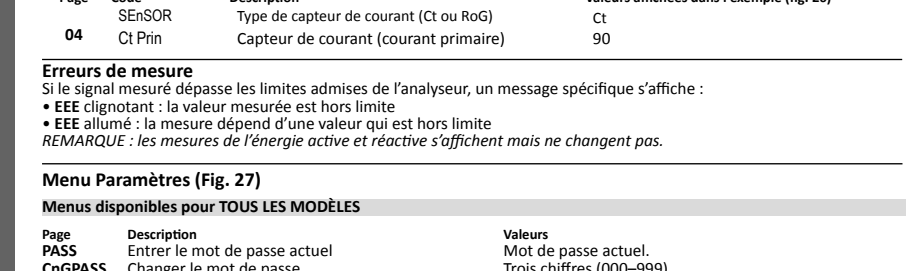 Page Code Description Valeurs affichées dans l'exemple (fig. 26)
SEnSOR Type de capteur de courant (Ct ou RoG) Ct
04 Ct Prin Capteur de courant (courant primaire) 90
Erreurs de mesure
Si le signal mesuré dépasse les limites admises de l'analyseur, un message spécifique s'affiche :
• EEE clignotant : la valeur mesurée est hors limite
• EEE allumé : la mesure dépend d'une valeur qui est hors limite
REMARQUE : les mesures de l'énergie active et réactive s'affichent mais ne changent pas.
Menu Paramètres (Fig. 27)
Menus disponibles pour TOUS LES MODÈLES
Page Description Valeurs
PASS Entrer le mot de passe actuel Mot de passe actuel.
CnGPASS Changer le mot de passe Trois chiffres (000–999)